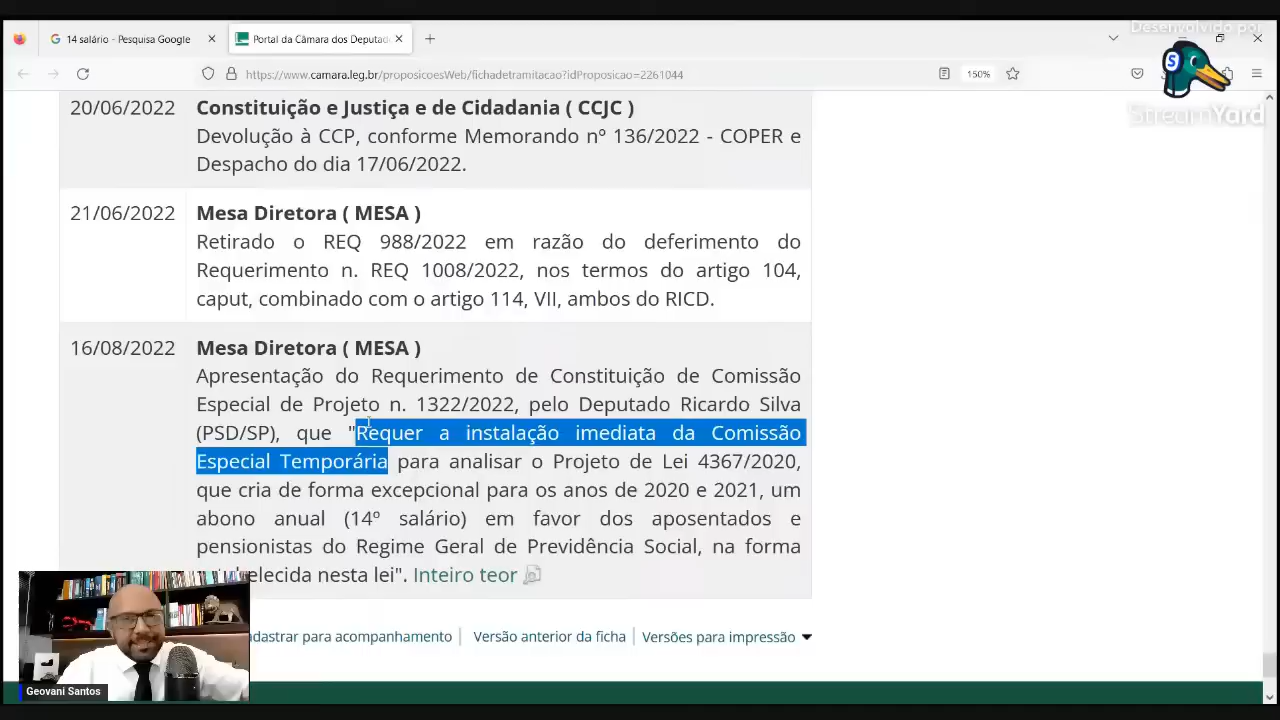 Desenvolvido por
14 salário - Pesquisa Google
Portal da Câmara dos Deputad
https://www.camara.leg.br/proposicoesWeb/fichadetramitacao?idProposicao=2261044
150%
S
StreamYard
20/06/2022 Constituição e Justiça e de Cidadania ( CCJC )
Devolução à CCP, conforme Memorando nº 136/2022 - COPER e
Despacho do dia 17/06/2022.
21/06/2022 Mesa Diretora ( MESA )
Retirado o REQ 988/2022 em razão do deferimento do
Requerimento n. REQ 1008/2022, nos termos do artigo 104,
caput, combinado com o artigo 114, VII, ambos do RICD.
16/08/2022 Mesa Diretora ( MESA )
Apresentação do Requerimento de Constituição de Comissão
Especial de Projeto n. 1322/2022, pelo Deputado Ricardo Silva
(PSD/SP), que "Requer a instalação imediata da Comissão
Especial Temporária para analisar o Projeto de Lei 4367/2020,
que cria de forma excepcional para os anos de 2020 e 2021, um
abono anual (14º salário) em favor dos aposentados e
pensionistas do Regime Geral de Previdência Social, na forma
belecida nesta lei". Inteiro teor
adastrar para acompanhamento | Versão anterior da ficha | Versões para impressão
Geovani Santos